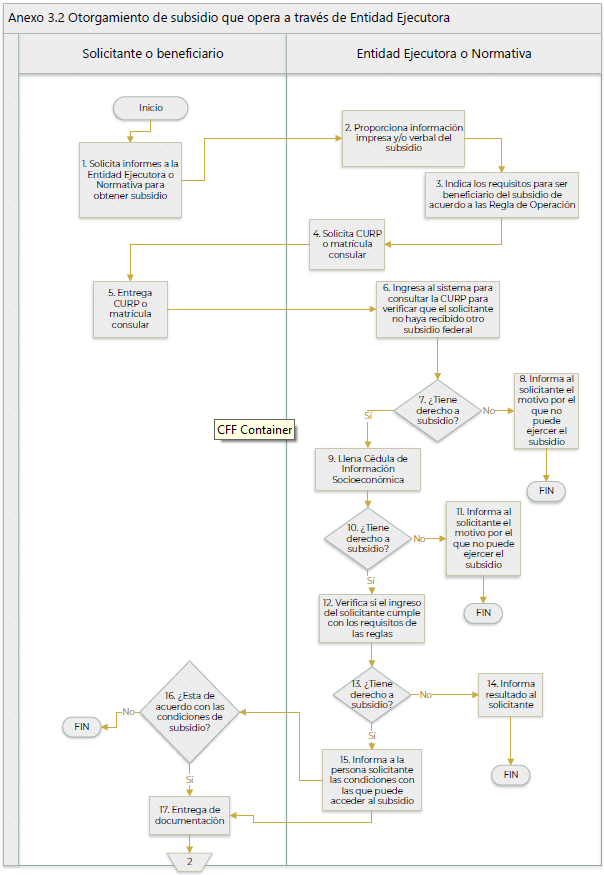 Anexo 3.2 Otorgamiento de subsidio que opera a través de Entidad Ejecutora
Solicitante o beneficiario
Entidad Ejecutora o Normativa
Inicio
1. Solicita informes a la
Entidad Ejecutora o
Normativa para
obtener subsidio
2. Proporciona información
impresa y/o verbal del
subsidio
3. Indica los requisitos para ser
beneficiario del subsidio de
acuerdo a las Regla de Operación
4. Solicita CURP
o matrícula
consular
5. Entrega
CURP o
matrícula
consular
6. Ingresa al sistema para
consultar la CURP para
verificar que el solicitante
no haya recibido otro
subsidio federal
7. ¿Tiene
derecho a
subsidio?
No
8. Informa al
solicitante el
motivo por el
que no
puede
ejercer el
subsidio
FIN
Sí
CFF Container
9. Llena Cédula de
Información
Socioeconómica
10. ¿Tiene
derecho a
subsidio?
No
11. Informa al
solicitante el
motivo por el
que no puede
ejercer el
subsidio
FIN
Sí
12. Verifica si el ingreso
del solicitante cumple
con los requisitos de
las reglas
13. ¿Tiene
derecho a
subsidio?
No
14. Informa
resultado al
solicitante
FIN
Sí
15. Informa a la
persona solicitante
las condiciones con
las que puede
acceder al subsidio
16. ¿Esta de
acuerdo con las
condiciones de
subsidio?
No
FIN
Sí
17. Entrega de
documentación
2